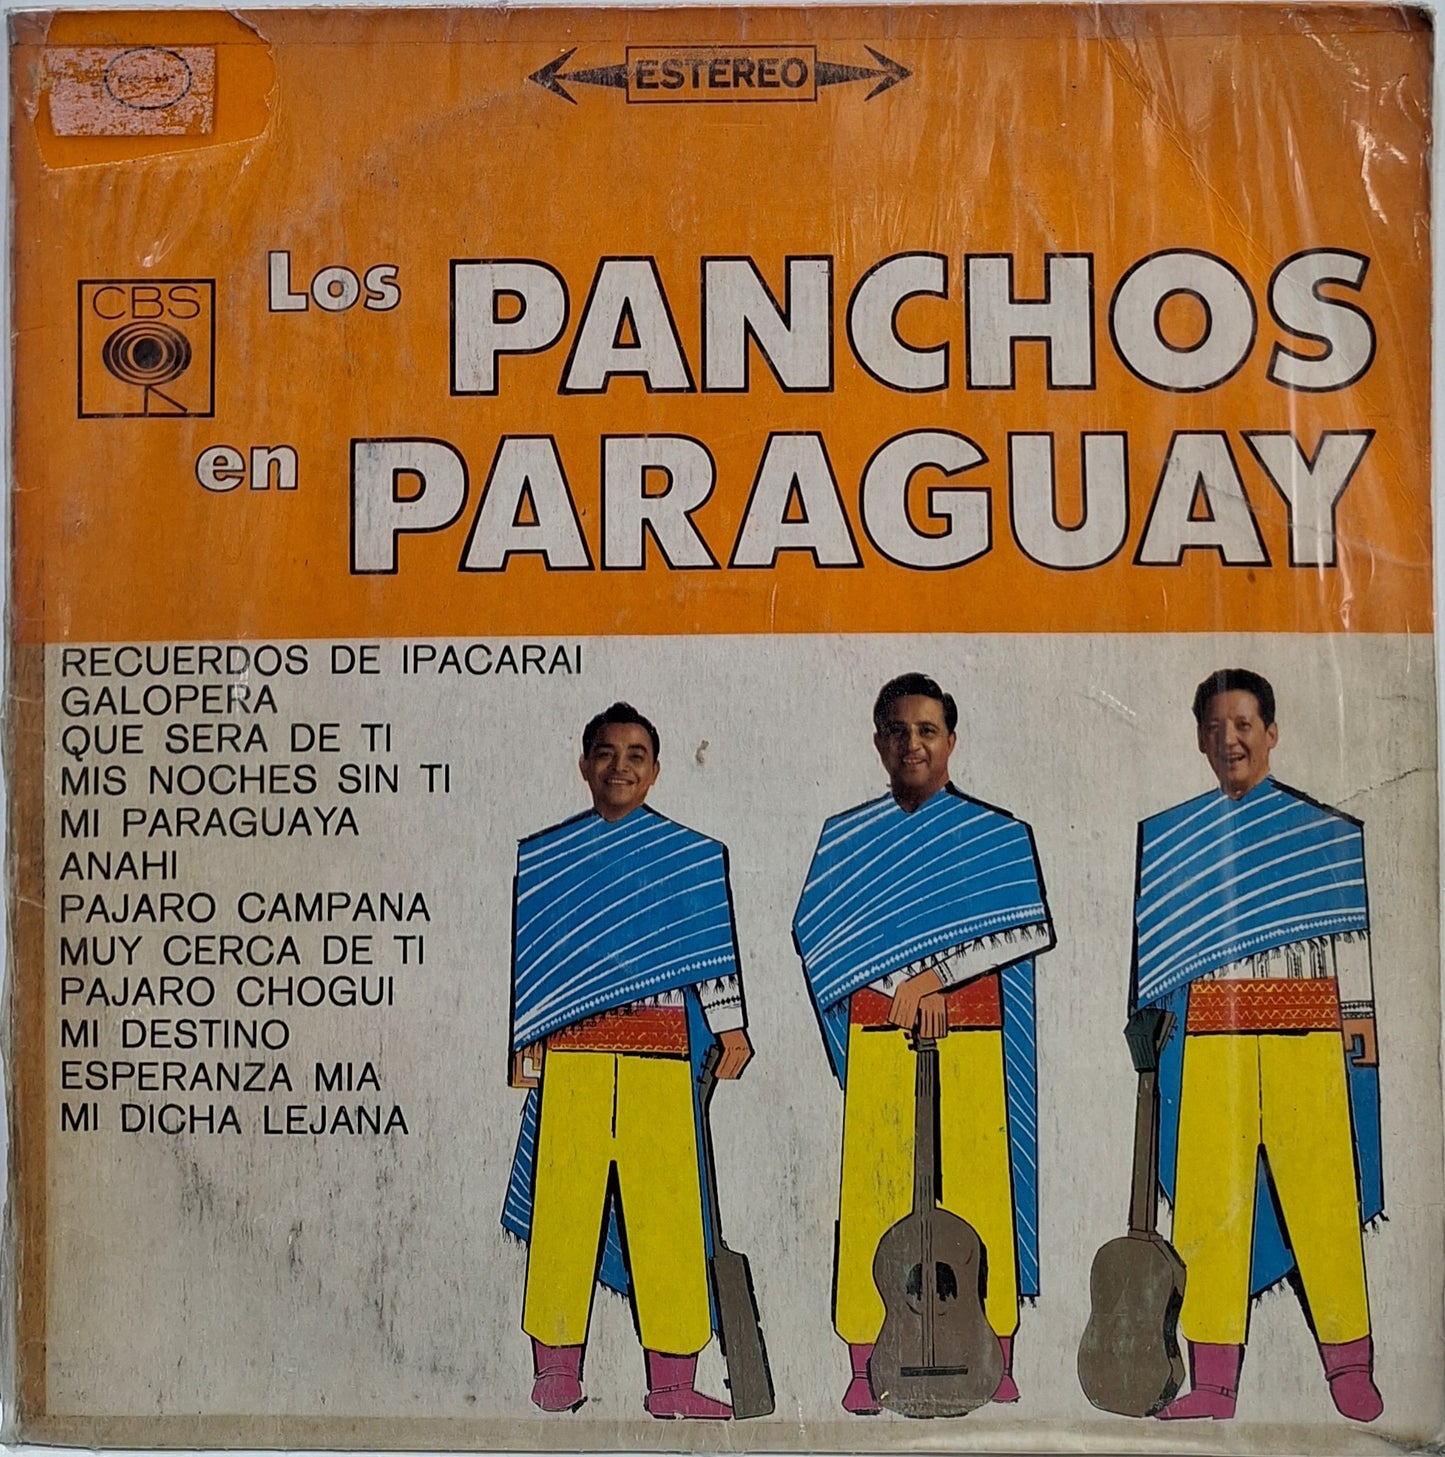 ESTEREO
CBS
Los PANCHOS
en PARAGUAY
RECUERDOS DE IPACARAI
GALOPERA
QUE SERA DE TI
MIS NOCHES SIN TI
MI PARAGUAYA
ANAHI
PAJARO CAMPANA
MUY CERCA DE TI
PAJARO CHOGUI
MI DESTINO
ESPERANZA MIA
MI DICHA LEJANA